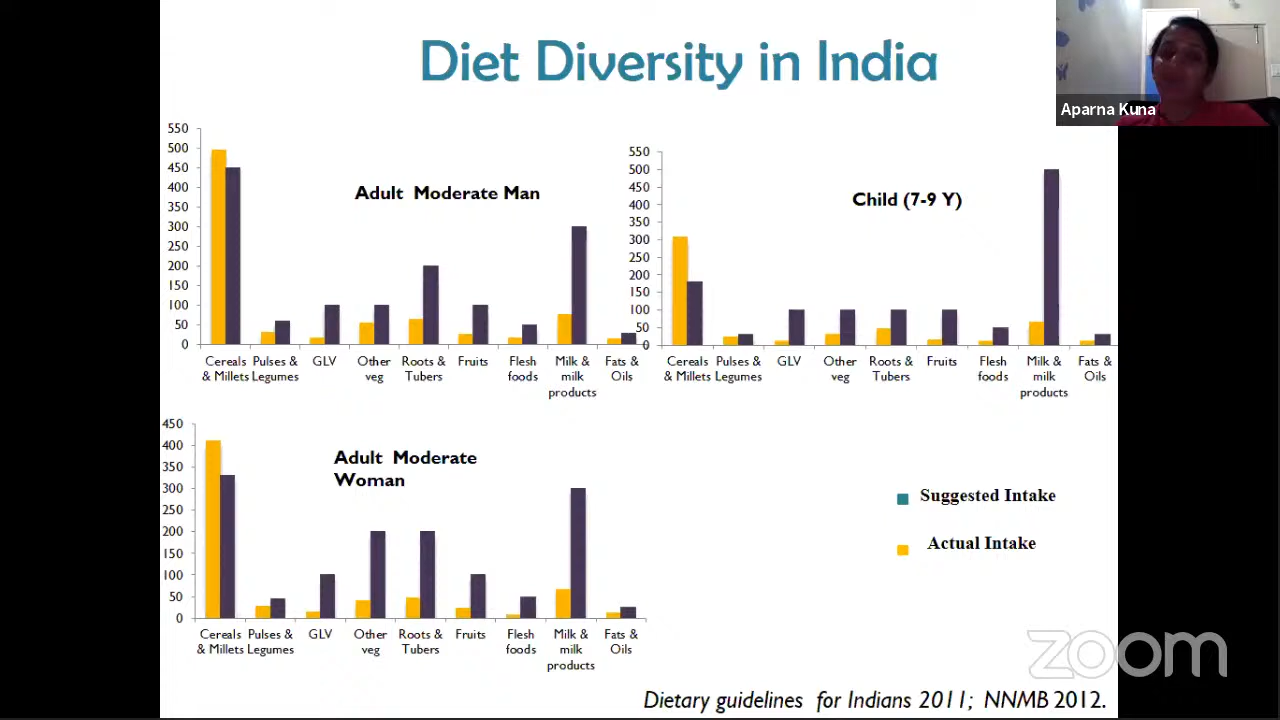 Diet Diversity in India
Aparna Kuna
550
500
450
400
350
300
250
200
150
100
50
0
Adult Moderate Man
Cereals & Millets
Pulses & Legumes
GLV
Other veg
Roots & Tubers
Fruits
Flesh foods
Milk & milk products
Fats & Oils
550
500
450
400
350
300
250
200
150
100
50
0
Child (7-9 Y)
Cereals & Millets
Pulses & Legumes
GLV
Other veg
Roots & Tubers
Fruits
Flesh foods
Milk & milk products
Fats & Oils
450
400
350
300
250
200
150
100
50
0
Adult Moderate
Woman
Cereals & Millets
Pulses & Legumes
GLV
Other veg
Roots & Tubers
Fruits
Flesh foods
Milk & milk products
Fats & Oils
Suggested Intake
Actual Intake
zoom
Dietary guidelines for Indians 2011; NNMB 2012.